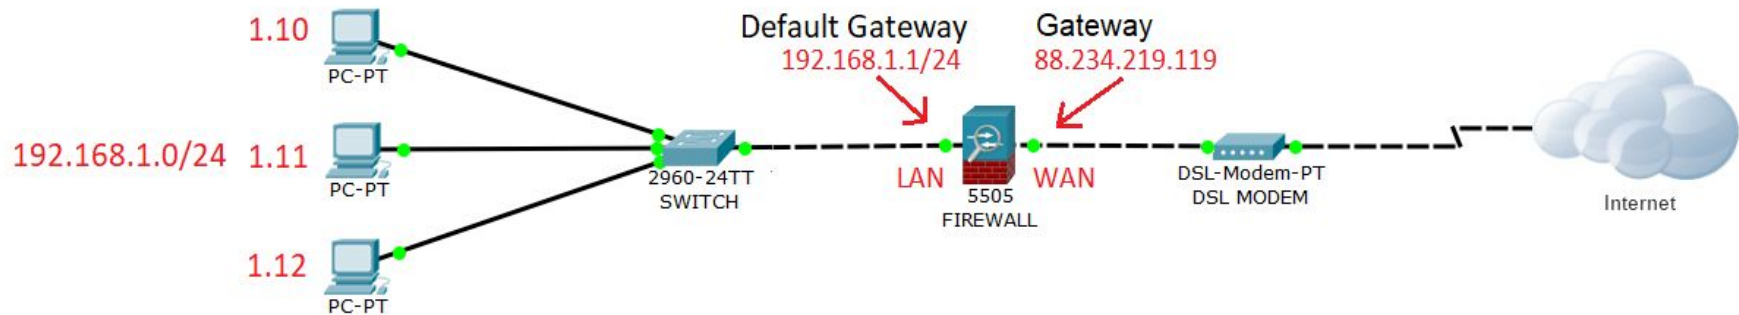 1.10
PC-PT
192.168.1.0/24
1.11
PC-PT
1.12
PC-PT
2960-24TT
SWITCH
Default Gateway
192.168.1.1/24
Gateway
88.234.219.119
LAN
WAN
5505
FIREWALL
DSL-Modem-PT
DSL MODEM
Internet